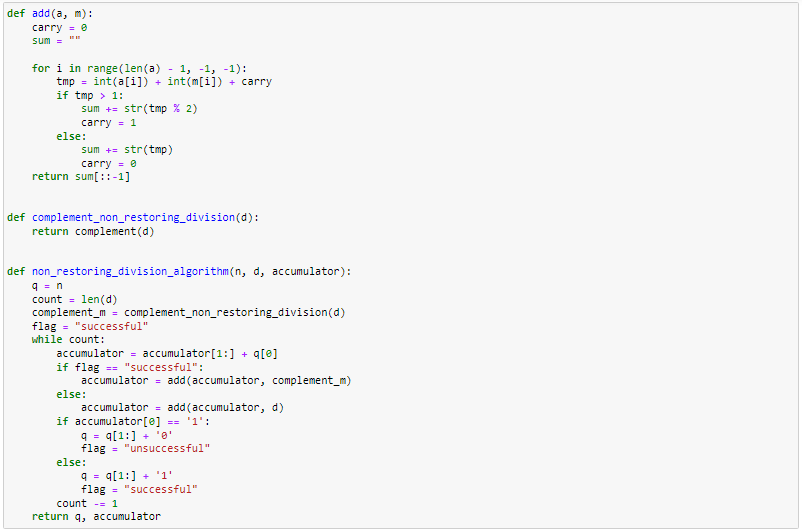 def add(a, m):
    carry = 0
    sum = ""

    for i in range(len(a) - 1, -1, -1):
        tmp = int(a[i]) + int(m[i]) + carry
        if tmp > 1:
            sum += str(tmp % 2)
            carry = 1
        else:
            sum += str(tmp)
            carry = 0
    return sum[::-1]


def complement_non_restoring_division(d):
    return complement(d)


def non_restoring_division_algorithm(n, d, accumulator):
    q = n
    count = len(d)
    complement_m = complement_non_restoring_division(d)
    flag = "successful"
    while count:
        accumulator = accumulator[1:] + q[0]
        if flag == "successful":
            accumulator = add(accumulator, complement_m)
        else:
            accumulator = add(accumulator, d)
        if accumulator[0] == '1':
            q = q[1:] + '0'
            flag = "unsuccessful"
        else:
            q = q[1:] + '1'
            flag = "successful"
        count -= 1
    return q, accumulator